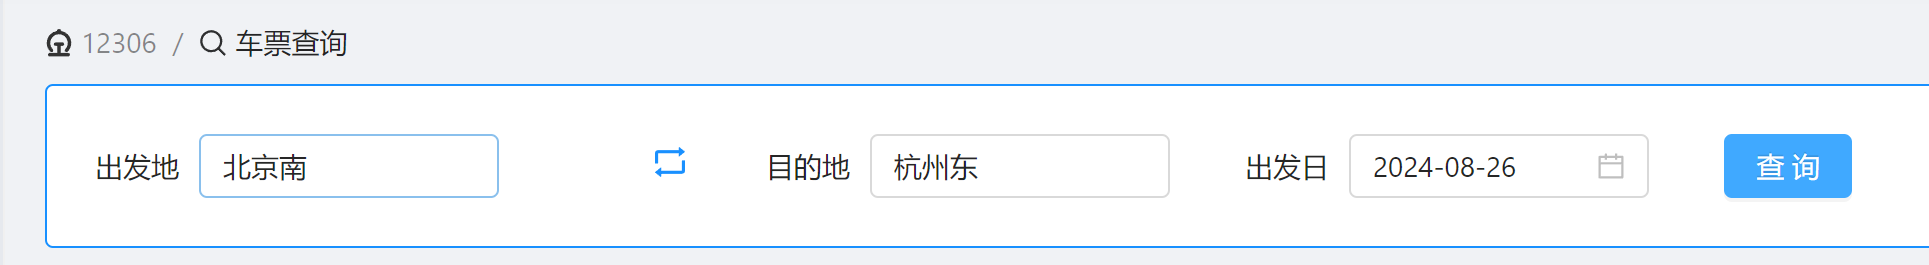 12306 / 车票查询
出发地 北京南 目的地 杭州东 出发日 2024-08-26 查询